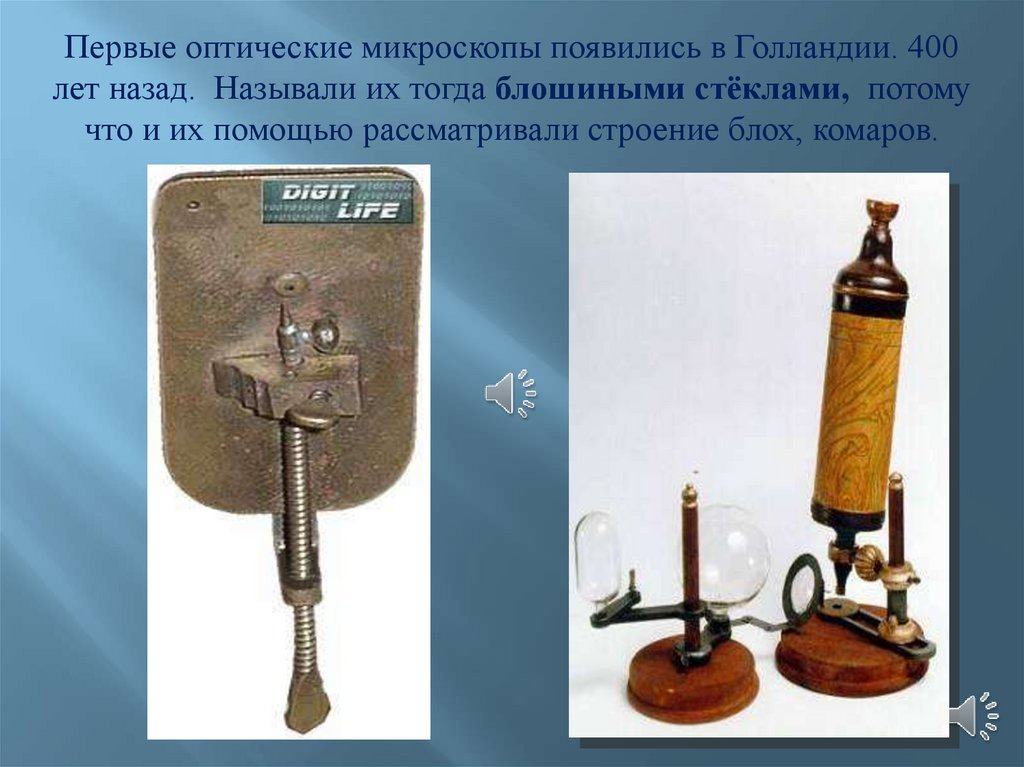 Первые оптические микроскопы появились в Голландии. 400
лет назад. Называли их тогда блошиными стёклами, потому
что и их помощью рассматривали строение блох, комаров.
DIGIT
LIFE